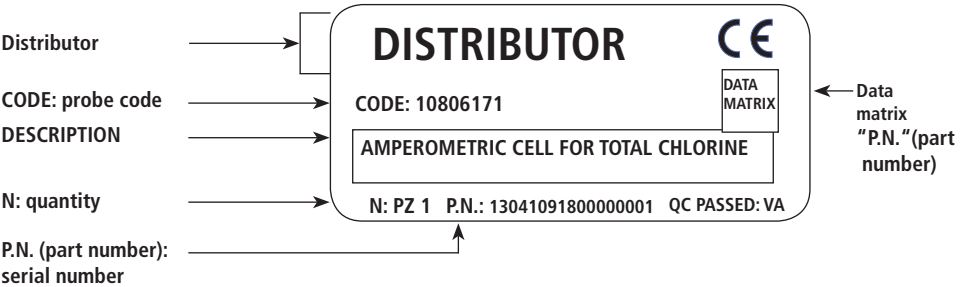 Distributor
CODE: probe code
DESCRIPTION
N: quantity
P.N. (part number):
serial number
DISTRIBUTOR
CE
CODE: 10806171
DATA
MATRIX
AMPEROMETRIC CELL FOR TOTAL CHLORINE
N: PZ 1 P.N.: 13041091800000001 QC PASSED: VA
Data
matrix
"P.N."(part
number)